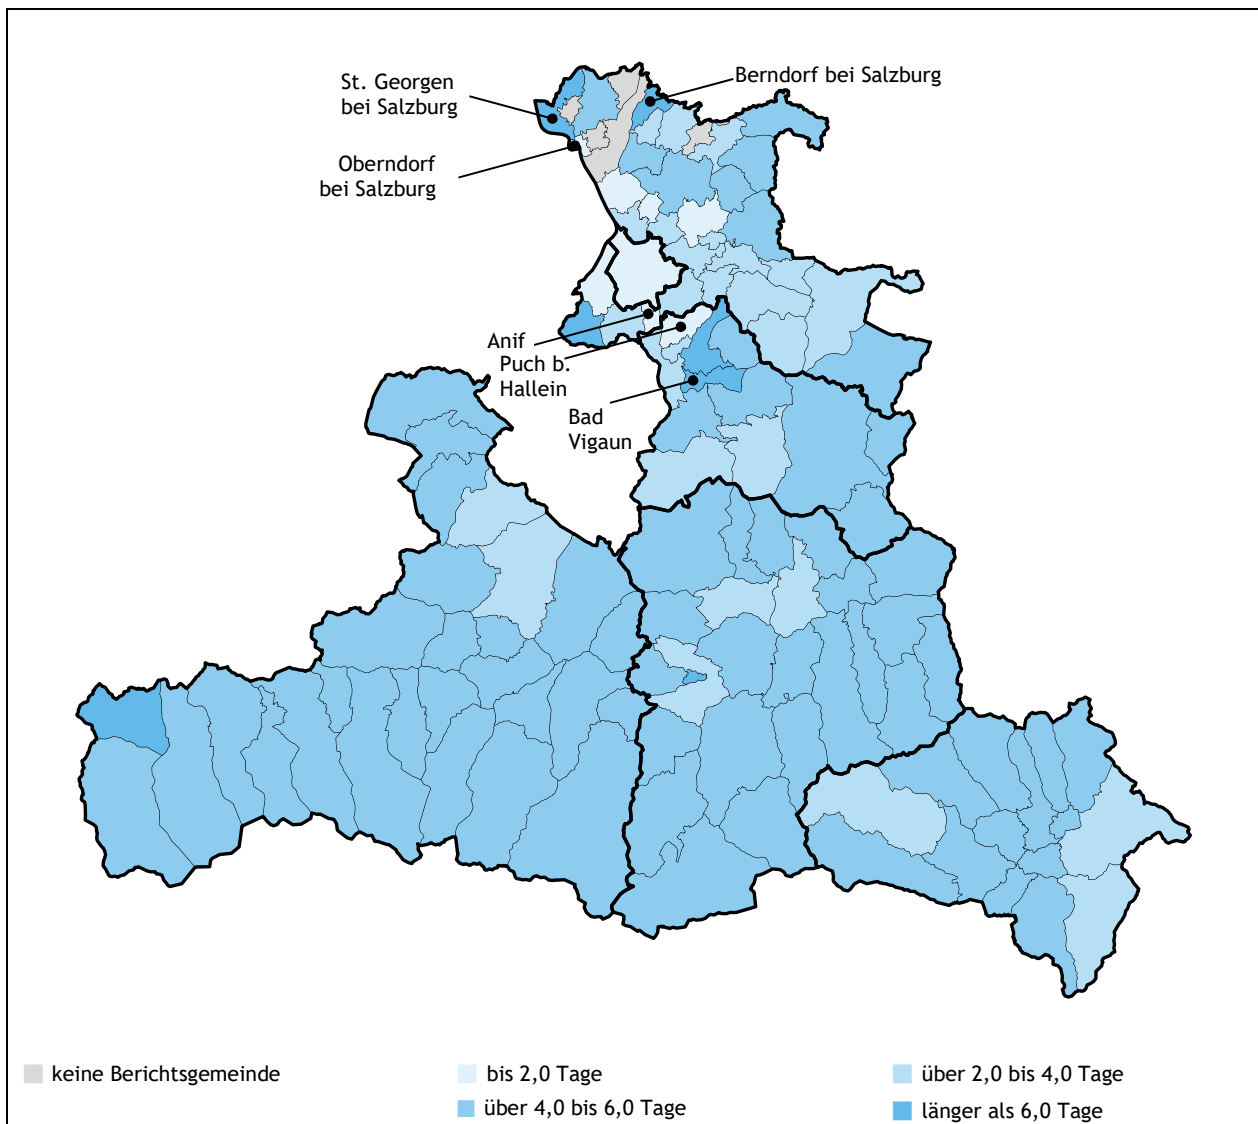 St. Georgen
bei Salzburg
Berndorf bei Salzburg
Oberndorf
bei Salzburg
Anif
Puch b.
Hallein
Bad
Vigaun
keine Berichtsgemeinde
bis 2,0 Tage
über 2,0 bis 4,0 Tage
über 4,0 bis 6,0 Tage
länger als 6,0 Tage